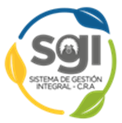 sgi
SISTEMA DE GESTIÓN
INTEGRAL - C.R.A